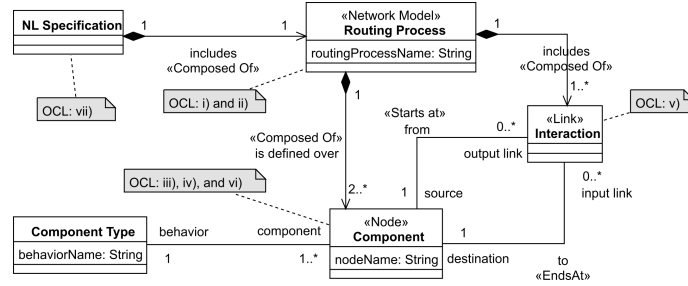 NL Specification
1
1
includes
«Composed Of»
«Network Model»
Routing Process
routingProcessName: String
1
includes
«Composed Of»
1..*
OCL: vii)
OCL: i) and ii)
1
OCL: v)
«Link»
Interaction
«Starts at»
from
0..*
output link
«Composed Of»
is defined over
0..*
input link
OCL: iii), iv), and vi)
2..*
1
source
Component Type
behaviorName: String
behavior
component
1
1..*
«Node»
Component
nodeName: String
1
destination
to
«EndsAt»